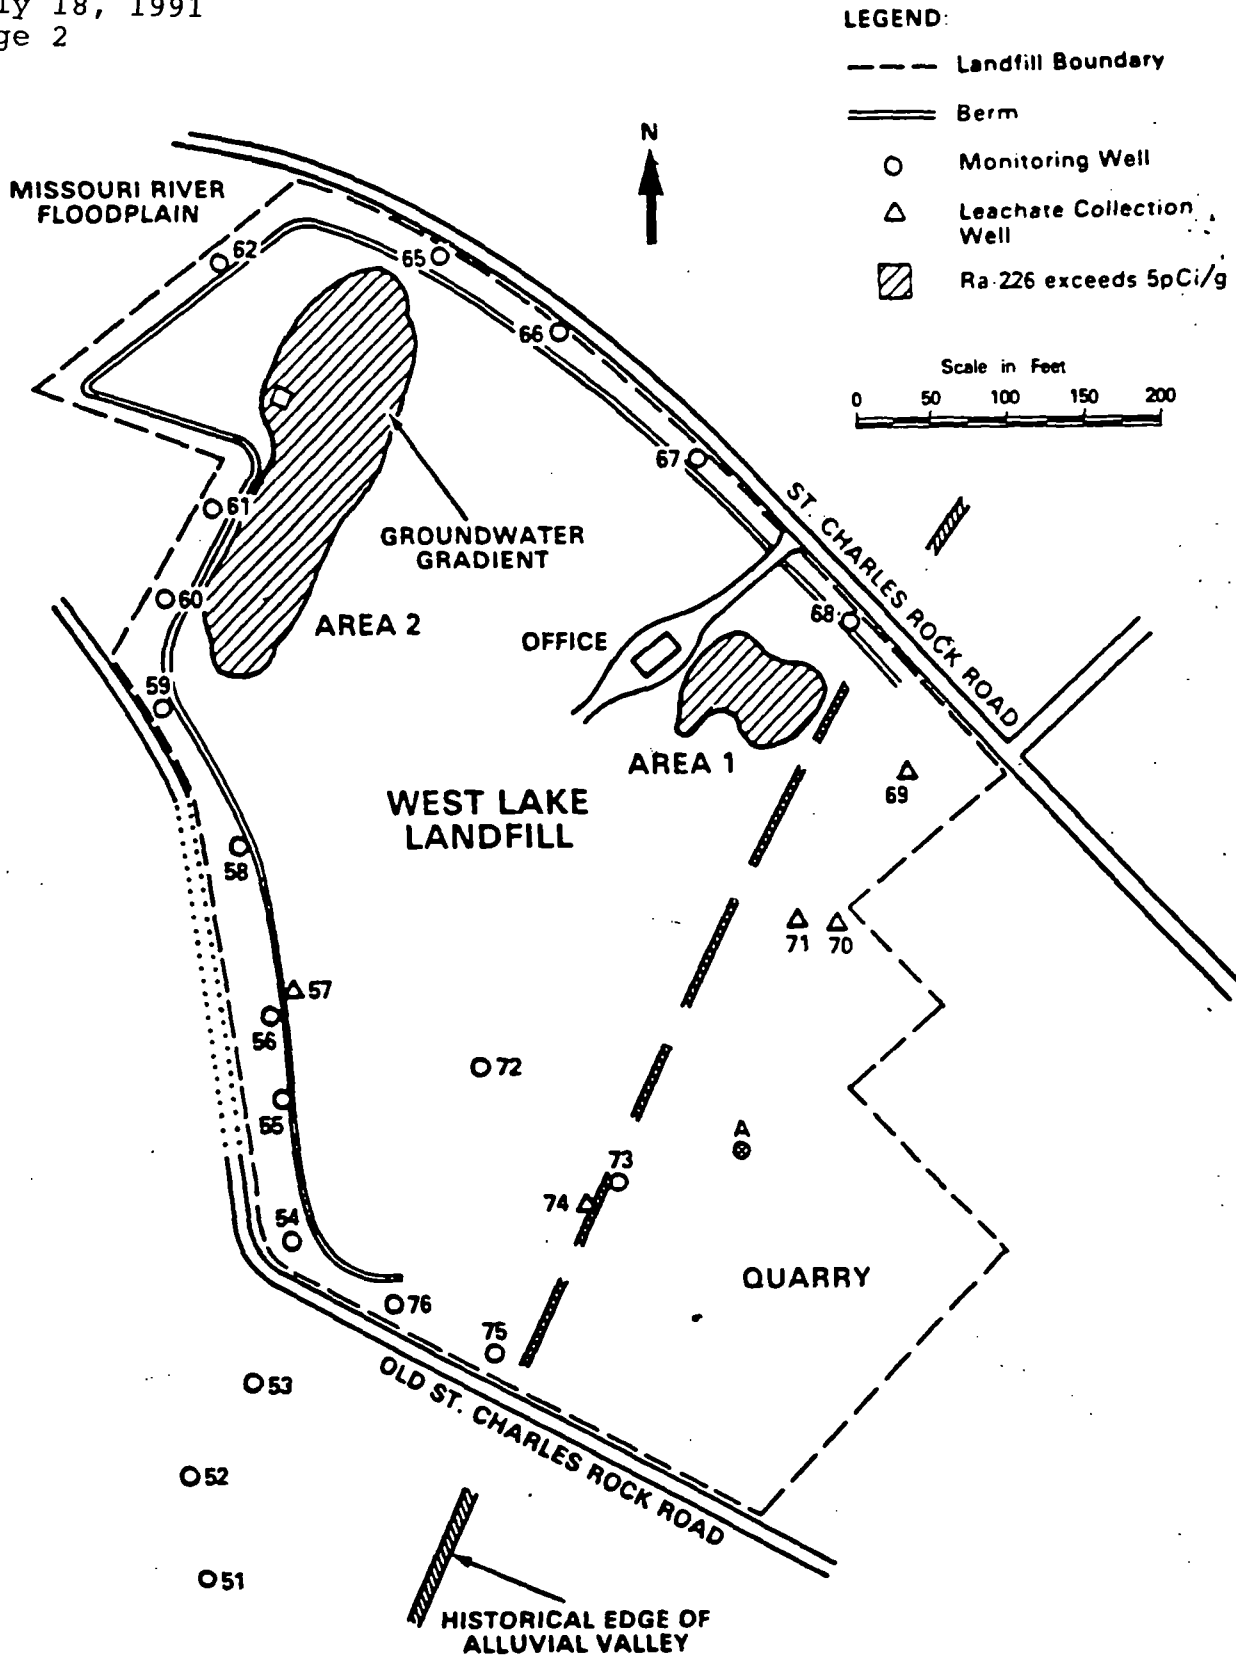 ly 18, 1991
ge 2
LEGEND:
Landfill Boundary
Berm
Monitoring Well
Leachate Collection
Well
Ra-226 exceeds 5pCi/g
N
Scale in Feet
0 50 100 150 200
MISSOURI RIVER
FLOODPLAIN
62
65
66
67
61
GROUNDWATER
GRADIENT
ST. CHARLES ROCK ROAD
60
AREA 2
OFFICE
68
59
AREA 1
WEST LAKE
LANDFILL
69
58
71
70
57
56
72
55
A
73
74
54
QUARRY
76
75
OLD ST. CHARLES ROCK ROAD
53
52
51
HISTORICAL EDGE OF
ALLUVIAL VALLEY